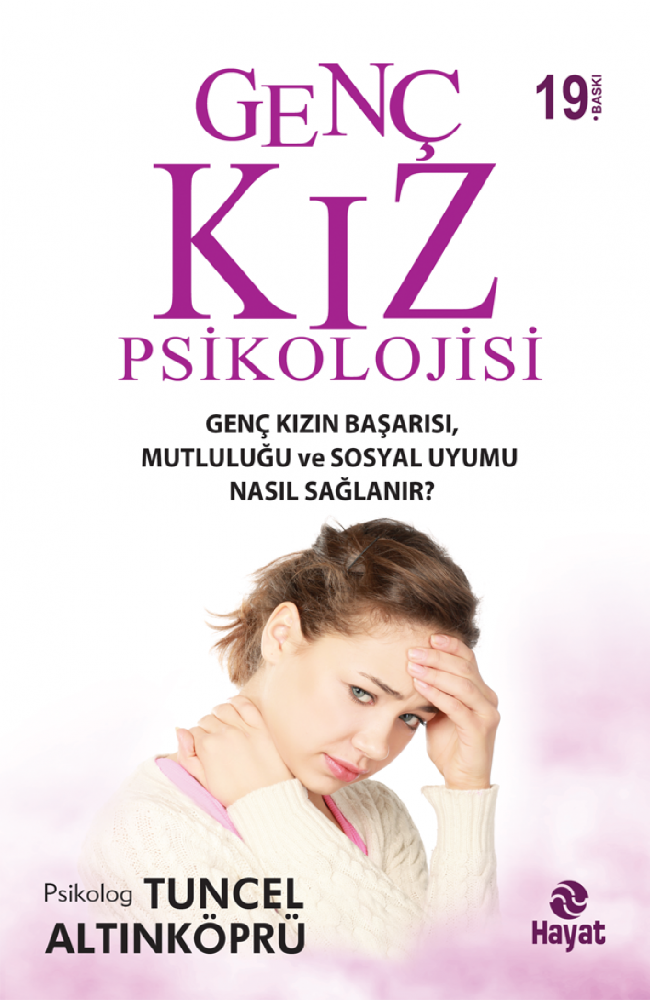 GENÇ
19.BASKI
KIZ
PSİKOLOJİSİ
GENÇ KIZIN BAŞARISI,
MUTLULUĞU ve SOSYAL UYUMU
NASIL SAĞLANIR?
Psikolog TUNCEL
ALTINKÖPRÜ
Hayat